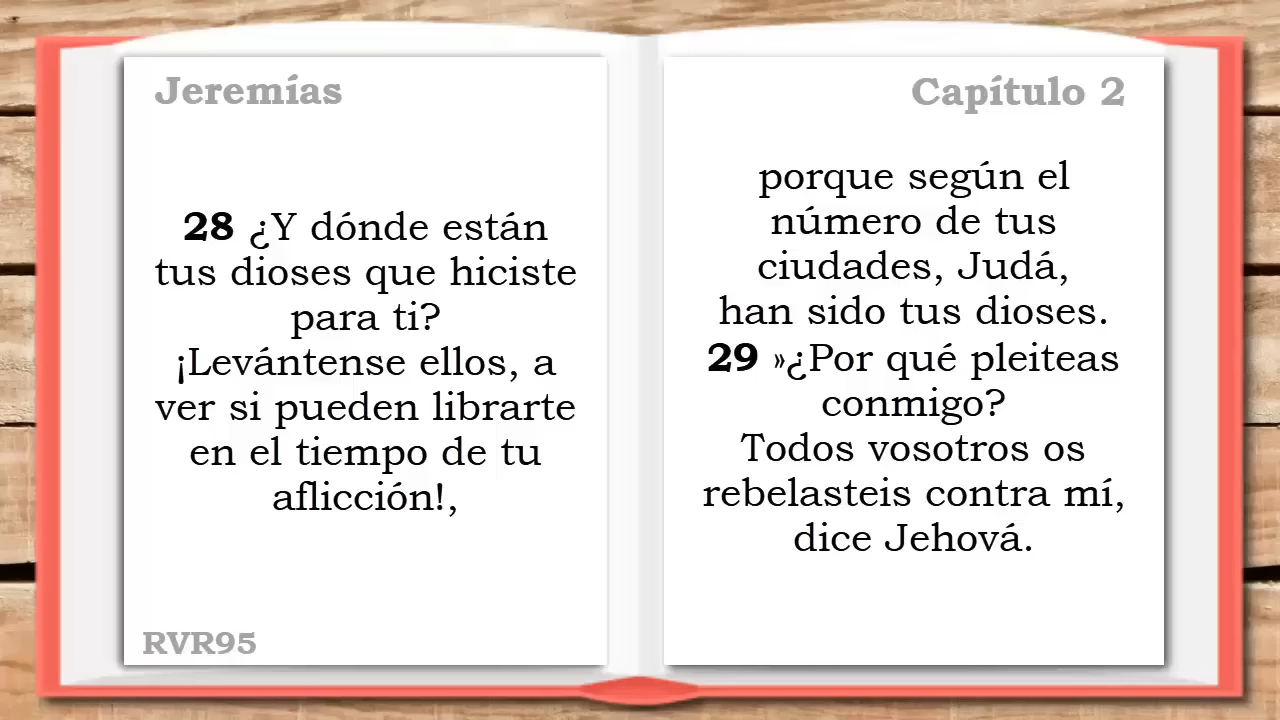 Jeremías
28 ¿Y dónde están
tus dioses que hiciste
para ti?
¡Levántense ellos, a
ver si pueden librarte
en el tiempo de tu
aflicción!,
RVR95
Capítulo 2
porque según el
número de tus
ciudades, Judá,
han sido tus dioses.
29 »¿Por qué pleiteas
conmigo?
Todos vosotros os
rebelasteis contra mí,
dice Jehová.